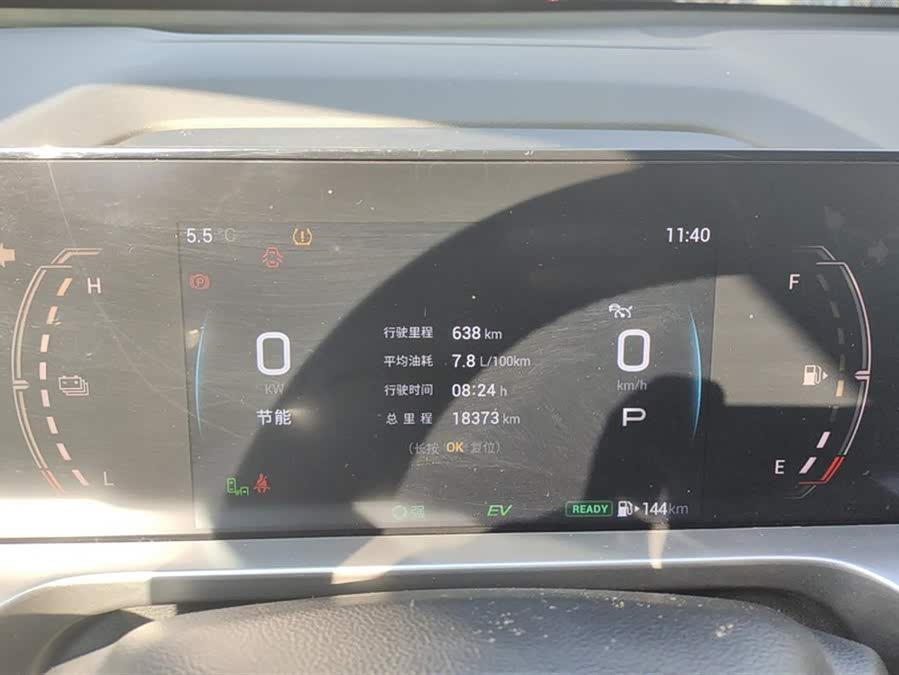 5.5 °C
11:40
H
F
P
行驶里程 638 km
平均油耗 7.8 L/100km
行驶时间 08:24 h
总里程 18373 km
(长按 OK 复位)
0
KW
节能
0
km/h
P
L
E
强
EV
READY
144km